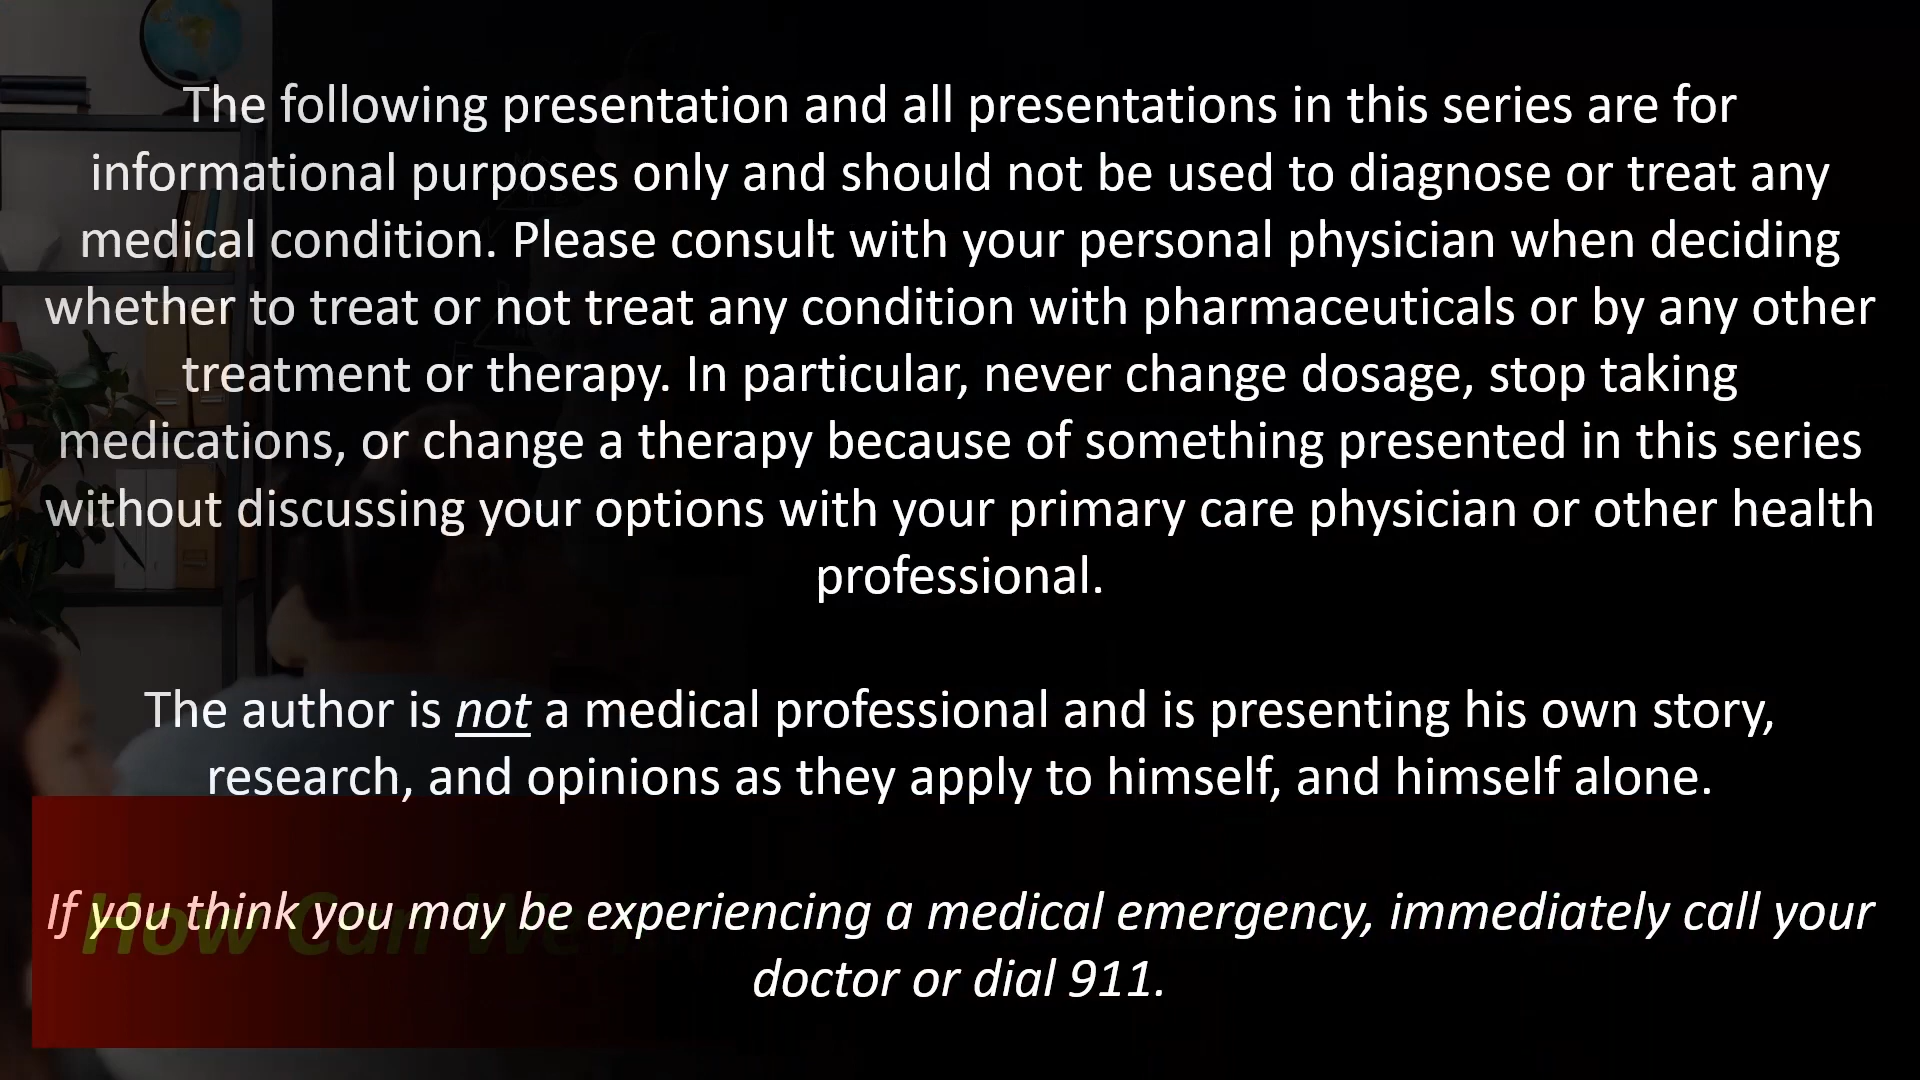 The following presentation and all presentations in this series are for
informational purposes only and should not be used to diagnose or treat any
medical condition. Please consult with your personal physician when deciding
whether to treat or not treat any condition with pharmaceuticals or by any other
treatment or therapy. In particular, never change dosage, stop taking
medications, or change a therapy because of something presented in this series
without discussing your options with your primary care physician or other health
professional.
The author is not a medical professional and is presenting his own story,
research, and opinions as they apply to himself, and himself alone.
If you think you may be experiencing a medical emergency, immediately call your
How Can We
doctor or dial 911.